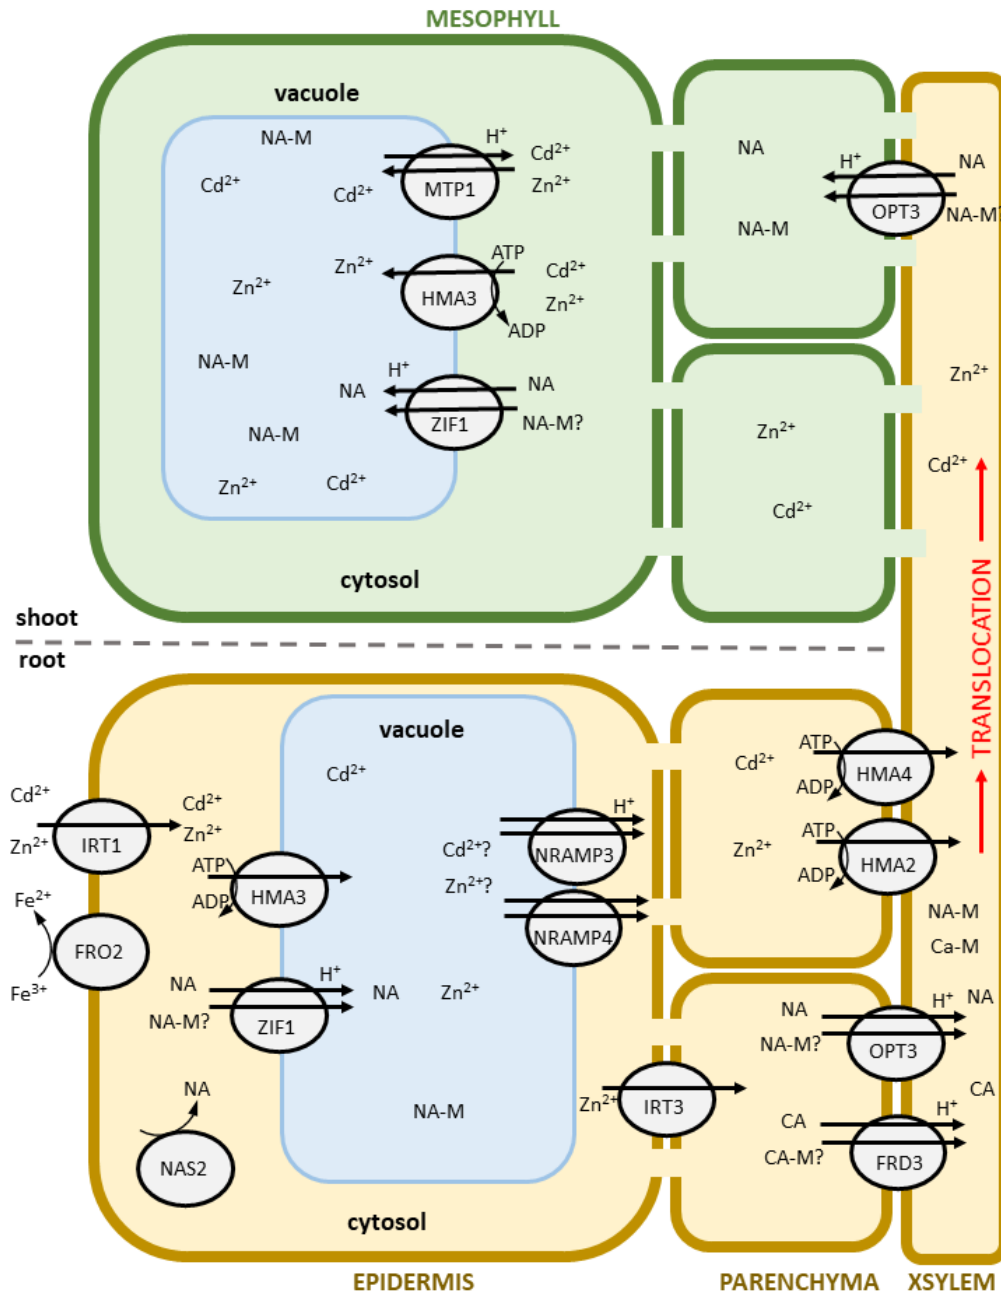 MESOPHYLL
vacuole
NA-M
Cd²⁺
Cd²⁺
H⁺
MTP1
Cd²⁺
Zn²⁺
Zn²⁺
Zn²⁺
ATP
HMA3
ADP
Cd²⁺
Zn²⁺
NA-M
NA
H⁺
ZIF1
NA
NA-M?
NA-M
Zn²⁺
Cd²⁺
cytosol
NA
NA-M
H⁺
OPT3
NA
NA-M?
Zn²⁺
Cd²⁺
Zn²⁺
Cd²⁺
TRANSLOCATION
shoot
root
vacuole
Cd²⁺
Cd²⁺
Zn²⁺
IRT1
Cd²⁺
Zn²⁺
ATP
ADP
HMA3
Fe²⁺
Fe³⁺
FRO2
NA
NA-M?
H⁺
ZIF1
NA
Zn²⁺
NA-M
NA
NAS2
Cd²⁺?
Zn²⁺?
H⁺
NRAMP3
NRAMP4
cytosol
Cd²⁺
Zn²⁺
ATP
ADP
HMA4
ATP
ADP
HMA2
NA-M
Ca-M
Zn²⁺
IRT3
NA
NA-M?
H⁺
OPT3
NA
CA
CA-M?
H⁺
FRD3
CA
EPIDERMIS
PARENCHYMA
XSYLEM